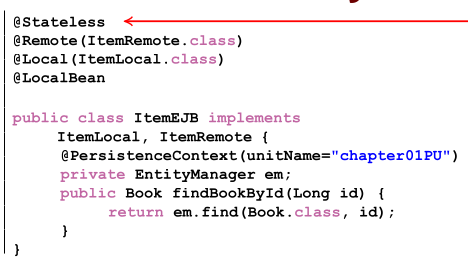 @Stateless
@Remote(ItemRemote.class)
@Local(ItemLocal.class)
@LocalBean
public class ItemEJB implements
ItemLocal, ItemRemote {
@PersistenceContext(unitName="chapter01PU")
private EntityManager em;
public Book findBookById(Long id) {
return em.find(Book.class, id);
}
}